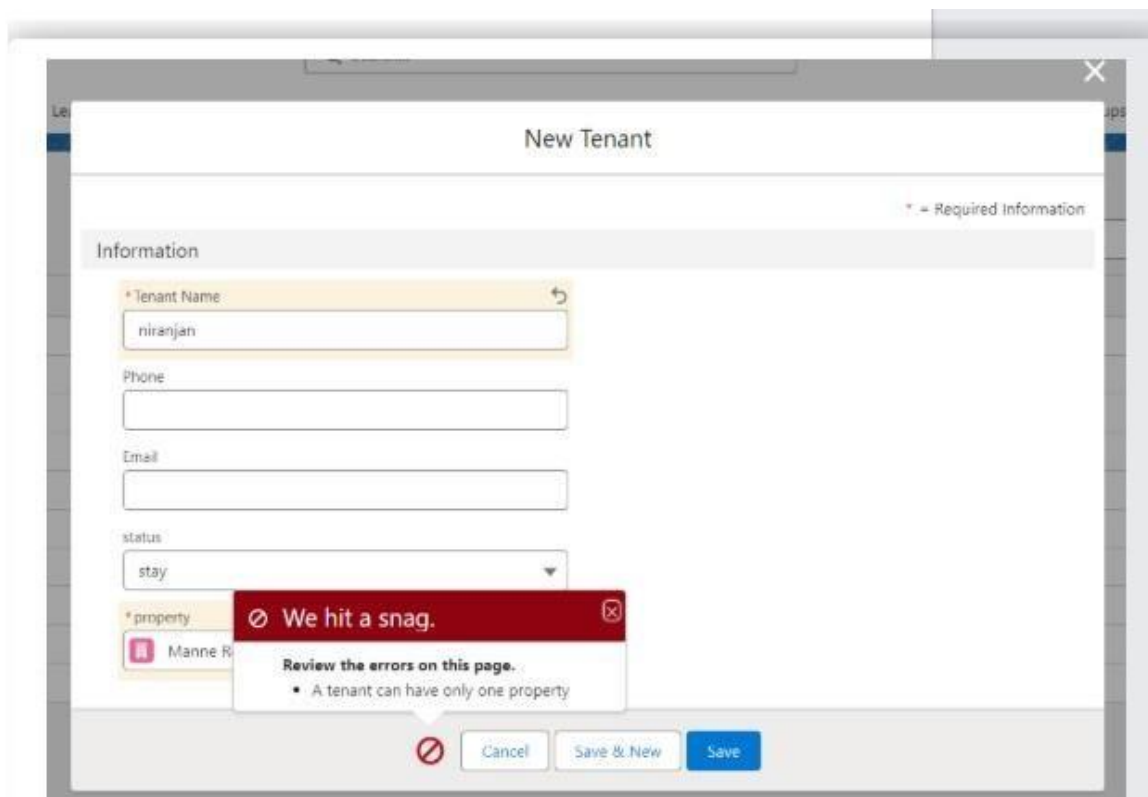 New Tenant
* = Required Information
Information
* Tenant Name
niranjan
Phone
Email
status
stay
* property
Manne R
We hit a snag.
Review the errors on this page.
• A tenant can have only one property
Cancel
Save & New
Save